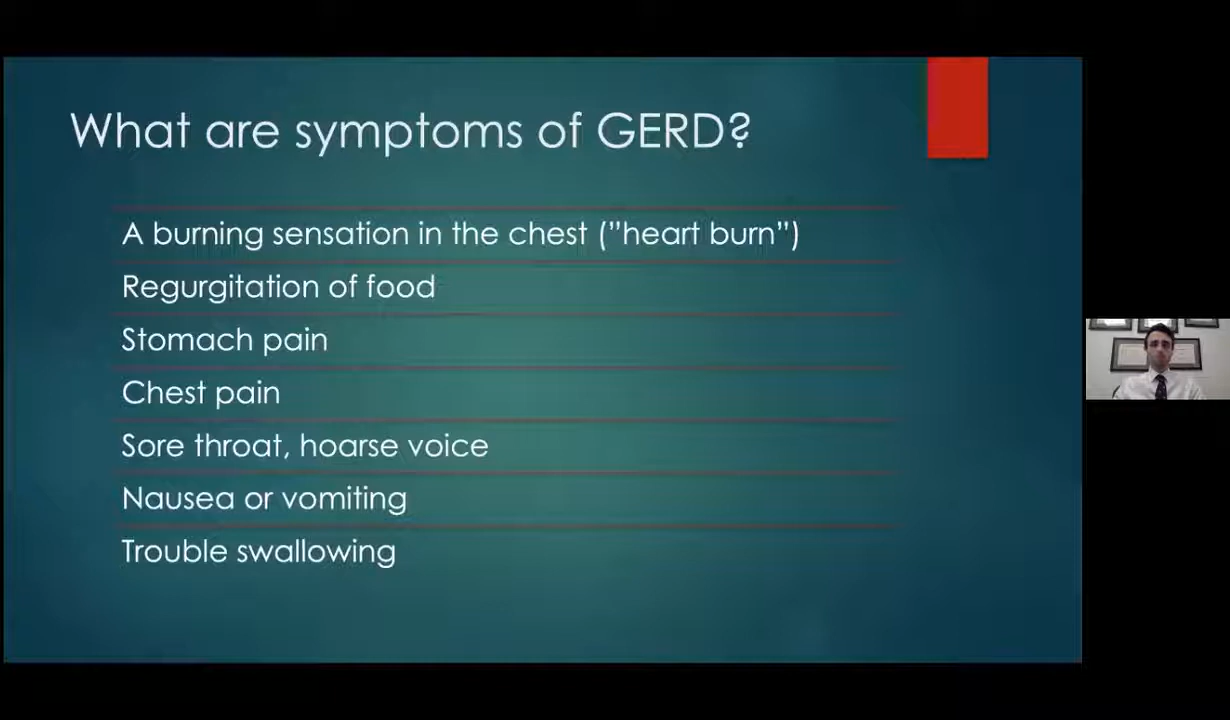 What are symptoms of GERD?
A burning sensation in the chest (”heart burn”)
Regurgitation of food
Stomach pain
Chest pain
Sore throat, hoarse voice
Nausea or vomiting
Trouble swallowing